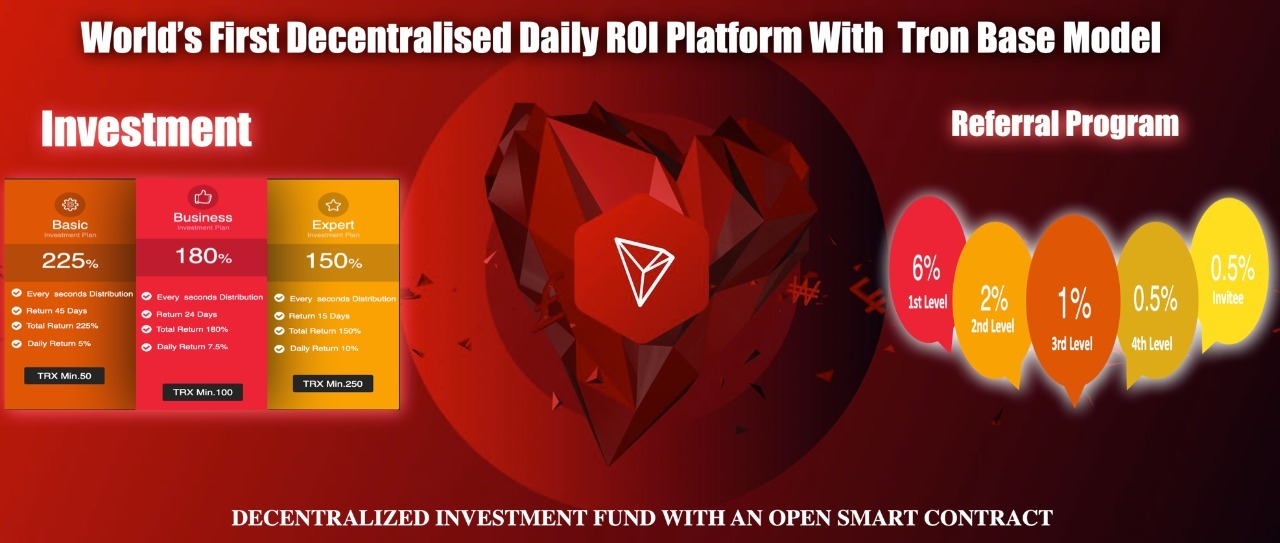 World's First Decentralised Daily ROI Platform With Tron Base Model
Investment
Referral Program
Basic
Investment Plan
225%
Every seconds Distribution
Return 45 Days
Total Return 225%
Daily Return 5%
TRX Min.50
Business
Investment Plan
180%
Every seconds Distribution
Return 24 Days
Total Return 180%
Daily Return 7.5%
TRX Min.100
Expert
Investment Plan
150%
Every seconds Distribution
Return 15 Days
Total Return 150%
Daily Return 10%
TRX Min.250
6%
1st Level
2%
2nd Level
1%
3rd Level
0.5%
4th Level
0.5%
Invitee
DECENTRALIZED INVESTMENT FUND WITH AN OPEN SMART CONTRACT